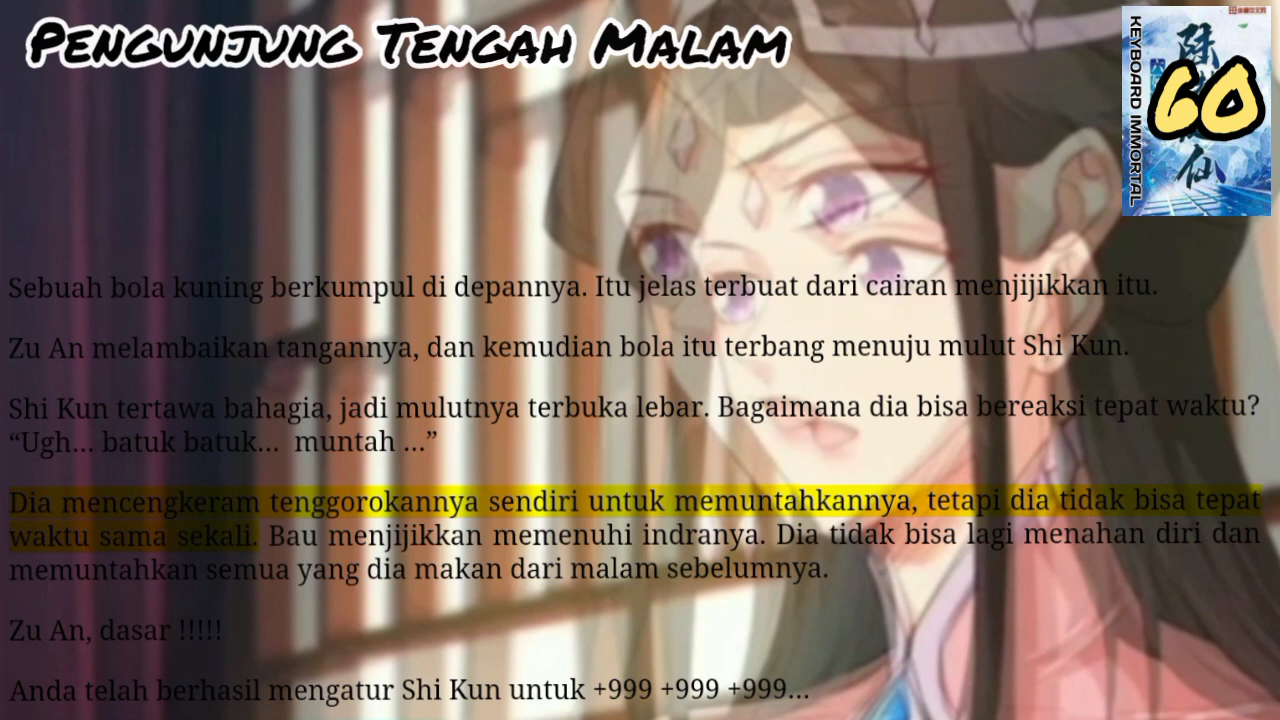 Pengunjung Tengah Malam
60
KEYBOARD IMMORTAL
Sebuah bola kuning berkumpul di depannya. Itu jelas terbuat dari cairan menjijikkan itu.
Zu An melambaikan tangannya, dan kemudian bola itu terbang menuju mulut Shi Kun.
Shi Kun tertawa bahagia, jadi mulutnya terbuka lebar. Bagaimana dia bisa bereaksi tepat waktu?
“Ugh... batuk batuk... muntah ...”
Dia mencengkeram tenggorokannya sendiri untuk memuntahkannya, tetapi dia tidak bisa tepat
waktu sama sekali. Bau menjijikkan memenuhi indranya. Dia tidak bisa lagi menahan diri dan
memuntahkan semua yang dia makan dari malam sebelumnya.
Zu An, dasar !!!!!
Anda telah berhasil mengatur Shi Kun untuk +999 +999 +999...